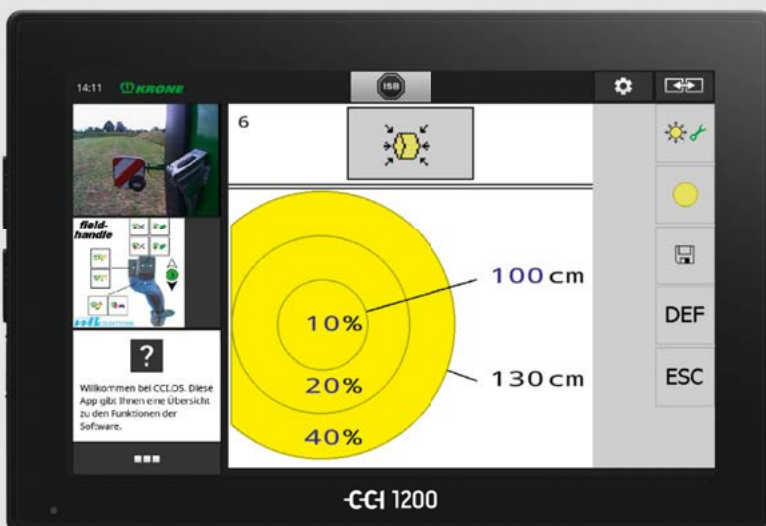 14:11 KRONE
ISB
6
field-
handle
?
Willkommen bei CCI.OS. Diese
App gibt Ihnen eine Übersicht
zu den Funktionen der
Software.
100 cm
10%
20%
130 cm
40%
DEF
ESC
CCI 1200